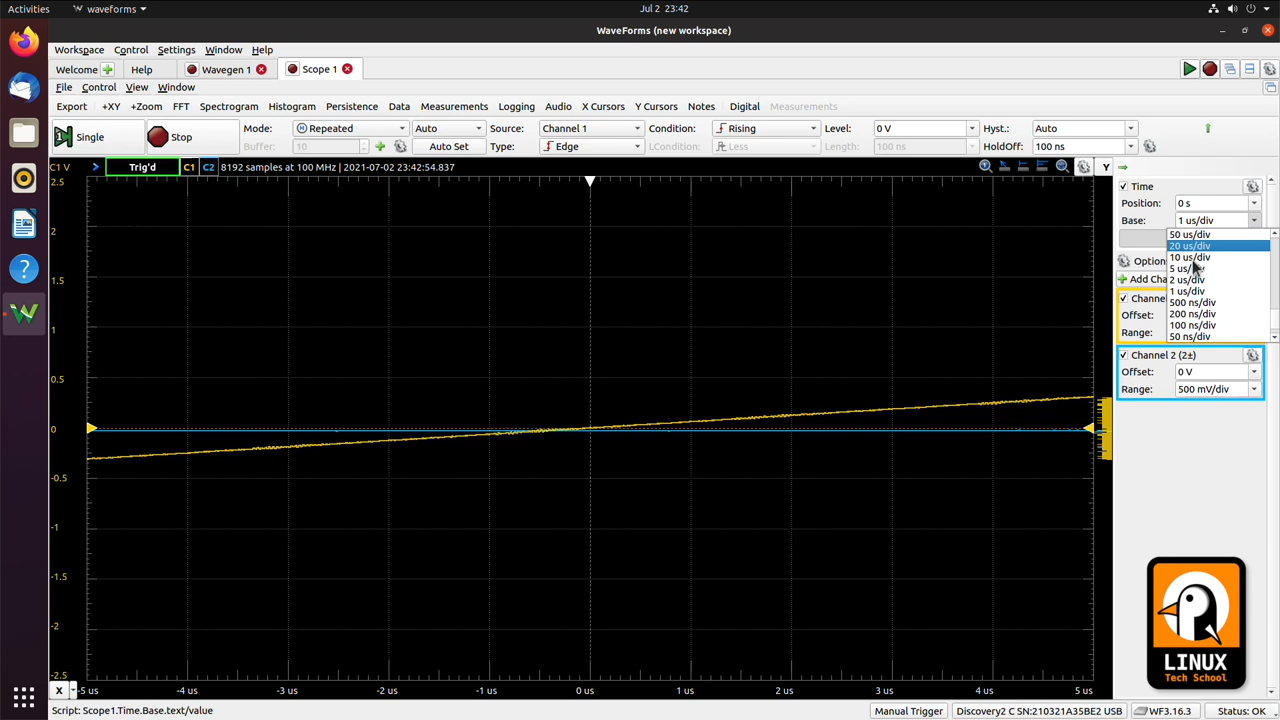 Activities waveforms Jul 2 23:42
WaveForms (new workspace)
Workspace Control Settings Window Help
Welcome Help Wavegen 1 Scope 1
File Control View Window
Export +XY +Zoom FFT Spectrogram Histogram Persistence Data Measurements Logging Audio X Cursors Y Cursors Notes Digital Measurements
Single Stop Mode: Repeated Auto Source: Channel 1 Condition: Rising Level: 0 V Hyst.: Auto
Buffer: 10 Auto Set Type: Edge LCondition: Less Length: 100 ns HoldOff: 100 ns
C1 V Trig'd C1 C2 8192 samples at 100 MHz | 2021-07-02 23:42:54.837 Y
2.5
2
1.5
1
0.5
0
-0.5
-1
-1.5
-2
-2.5
X -5 us -4 us -3 us -2 us -1 us 0 us 1 us 2 us 3 us 4 us 5 us
Time
Position: 0 s
Base: 1 us/div
50 us/div
20 us/div
10 us/div
5 us/
2 us/div
1 us/div
500 ns/div
200 ns/div
100 ns/div
50 ns/div
Option
Add Cha
Channe
Offset:
Range:
Channel 2 (2±)
Offset: 0 V
Range: 500 mV/div
LINUX
Tech School
Script: Scope1.Time.Base.text/value Manual Trigger Discovery2 C SN:210321A35BE2 USB WF3.16.3 Status: OK